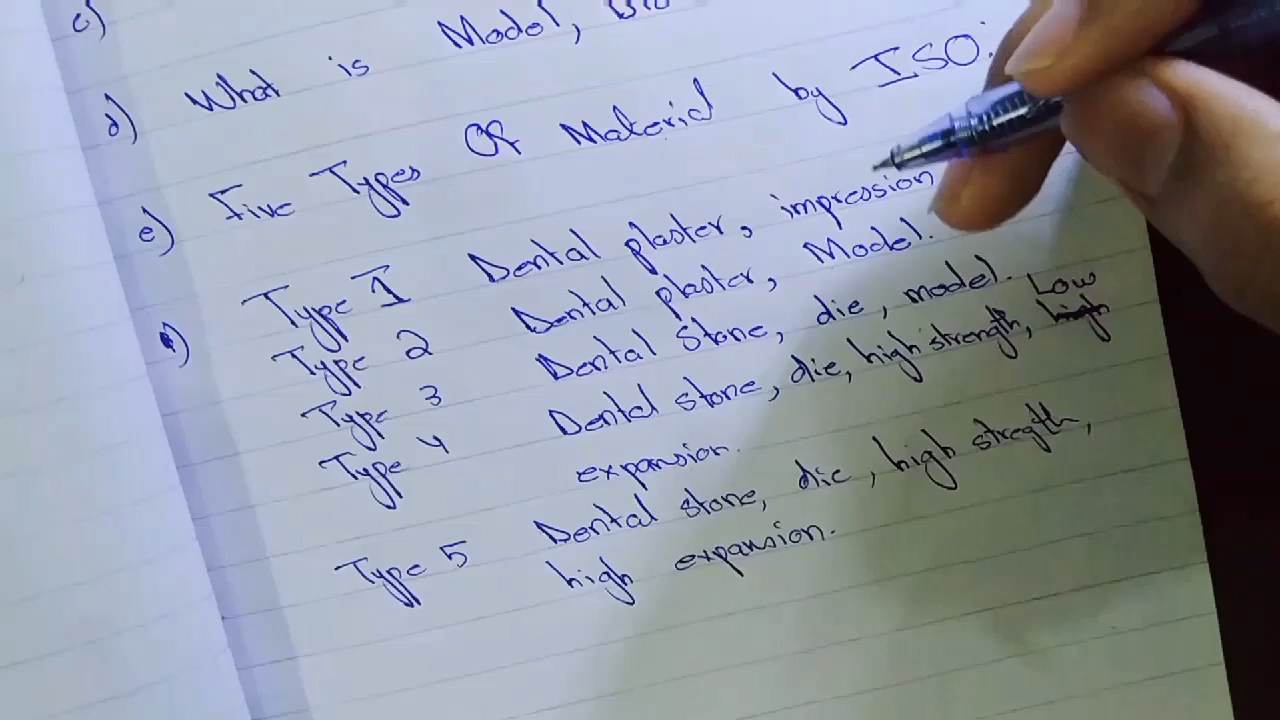 c)
d) What is Model,
e) Five Types Of Material by ISO:
Type 1 Dental plaster, impression
Type 2 Dental plaster, Model.
Type 3 Dental Stone, die, model.
Type 4 Dental stone, die, high strength, Low high
expansion.
Type 5 Dental stone, die, high stregth,
high expansion.